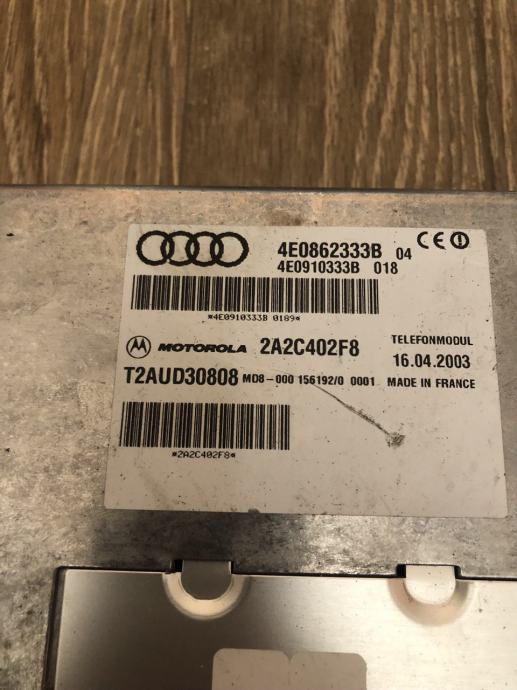 4E0862333B 04 CE
4E0910333B 018
*4E0910333B 0189*
MOTOROLA 2A2C402F8
TELEFONMODUL
16.04.2003
T2AUD30808 MD8-000 156192/0 0001 MADE IN FRANCE
*2A2C402F8*